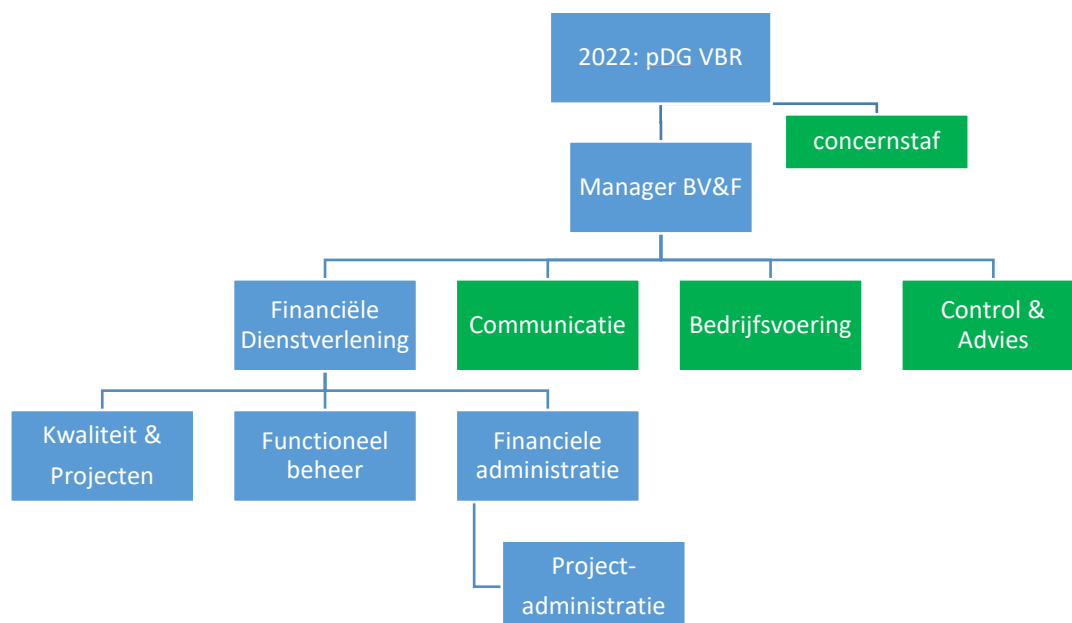 2022: pDG VBR
concernstaf
Manager BV&F
Financiële
Dienstverlening
Communicatie
Bedrijfsvoering
Control &
Advies
Kwaliteit &
Projecten
Functioneel
beheer
Financiele
administratie
Project-
administratie